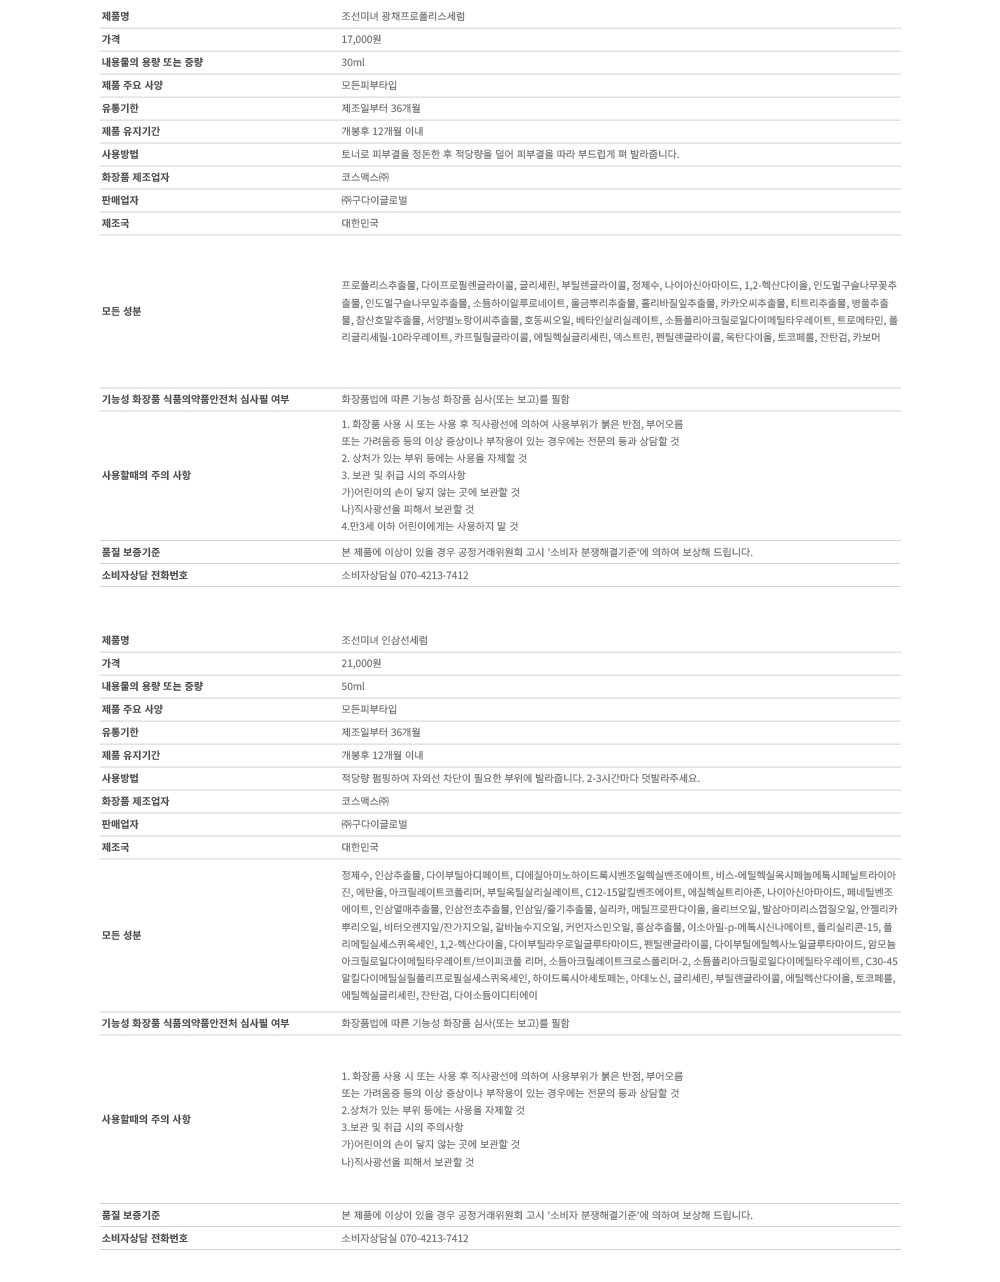 제품명 조선미녀 광채프로폴리스세럼
가격 17,000원
내용물의 용량 또는 중량 30ml
제품 주요 사양 모든피부타입
유통기한 제조일부터 36개월
제품 유지기간 개봉후 12개월 이내
사용방법 토너로 피부결을 정돈한 후 적당량을 덜어 피부결을 따라 부드럽게 펴 발라줍니다.
화장품 제조업자 코스맥스㈜
판매업자 ㈜구다이글로벌
제조국 대한민국
모든 성분
프로폴리스추출물, 다이프로필렌글라이콜, 글리세린, 부틸렌글라이콜, 정제수, 나이아신아마이드, 1,2-헥산다이올, 인도멀구슬나무꽃추
출물, 인도멀구슬나무잎추출물, 소듐하이알루로네이트, 울금뿌리추출물, 홀리바질잎추출물, 카카오씨추출물, 티트리추출물, 병풀추출
물, 참산호말추출물, 서양벌노랑이씨추출물, 호동씨오일, 베타인살리실레이트, 소듐폴리아크릴로일다이메틸타우레이트, 트로메타민, 폴
리글리세릴-10라우레이트, 카프릴릴글라이콜, 에틸헥실글리세린, 덱스트린, 펜틸렌글라이콜, 옥탄다이올, 토코페롤, 잔탄검, 카보머
기능성 화장품 식품의약품안전처 심사필 여부 화장품법에 따른 기능성 화장품 심사(또는 보고)를 필함
사용할때의 주의 사항
1. 화장품 사용 시 또는 사용 후 직사광선에 의하여 사용부위가 붉은 반점, 부어오름
또는 가려움증 등의 이상 증상이나 부작용이 있는 경우에는 전문의 등과 상담할 것
2. 상처가 있는 부위 등에는 사용을 자제할 것
3. 보관 및 취급 시의 주의사항
가)어린이의 손이 닿지 않는 곳에 보관할 것
나)직사광선을 피해서 보관할 것
4.만3세 이하 어린이에게는 사용하지 말 것
품질 보증기준 본 제품에 이상이 있을 경우 공정거래위원회 고시 '소비자 분쟁해결기준'에 의하여 보상해 드립니다.
소비자상담 전화번호 소비자상담실 070-4213-7412
제품명 조선미녀 인삼선세럼
가격 21,000원
내용물의 용량 또는 중량 50ml
제품 주요 사양 모든피부타입
유통기한 제조일부터 36개월
제품 유지기간 개봉후 12개월 이내
사용방법 적당량 펌핑하여 자외선 차단이 필요한 부위에 발라줍니다. 2-3시간마다 덧발라주세요.
화장품 제조업자 코스맥스㈜
판매업자 ㈜구다이글로벌
제조국 대한민국
모든 성분
정제수, 인삼추출물, 다이부틸아디페이트, 디에칠아미노하이드록시벤조일헥실벤조에이트, 비스-에틸헥실옥시페놀메톡시페닐트라이아
진, 에탄올, 아크릴레이트코폴리머, 부틸옥틸살리실레이트, C12-15알킬벤조에이트, 에칠헥실트리아존, 나이아신아마이드, 페네틸벤조
에이트, 인삼열매추출물, 인삼전초추출물, 인삼잎/줄기추출물, 실리카, 메틸프로판다이올, 올리브오일, 발삼아미리스껍질오일, 안젤리카
뿌리오일, 비터오렌지잎/잔가지오일, 갈바눔수지오일, 커먼자스민오일, 홍삼추출물, 이소아밀-p-메톡시신나메이트, 폴리실리콘-15, 폴
리메틸실세스퀴옥세인, 1,2-헥산다이올, 다이부틸라우로일글루타마이드, 펜틸렌글라이콜, 다이부틸에틸헥사노일글루타마이드, 암모늄
아크릴로일다이메틸타우레이트/브이피코폴 리머, 소듐아크릴레이트크로스폴리머-2, 소듐폴리아크릴로일다이메틸타우레이트, C30-45
알킬다이메틸실릴폴리프로필실세스퀴옥세인, 하이드록시아세토페논, 아데노신, 글리세린, 부틸렌글라이콜, 에틸헥산다이올, 토코페롤,
에틸헥실글리세린, 잔탄검, 다이소듐이디티에이
기능성 화장품 식품의약품안전처 심사필 여부 화장품법에 따른 기능성 화장품 심사(또는 보고)를 필함
사용할때의 주의 사항
1. 화장품 사용 시 또는 사용 후 직사광선에 의하여 사용부위가 붉은 반점, 부어오름
또는 가려움증 등의 이상 증상이나 부작용이 있는 경우에는 전문의 등과 상담할 것
2.상처가 있는 부위 등에는 사용을 자제할 것
3.보관 및 취급 시의 주의사항
가)어린이의 손이 닿지 않는 곳에 보관할 것
나)직사광선을 피해서 보관할 것
품질 보증기준 본 제품에 이상이 있을 경우 공정거래위원회 고시 '소비자 분쟁해결기준'에 의하여 보상해 드립니다.
소비자상담 전화번호 소비자상담실 070-4213-7412